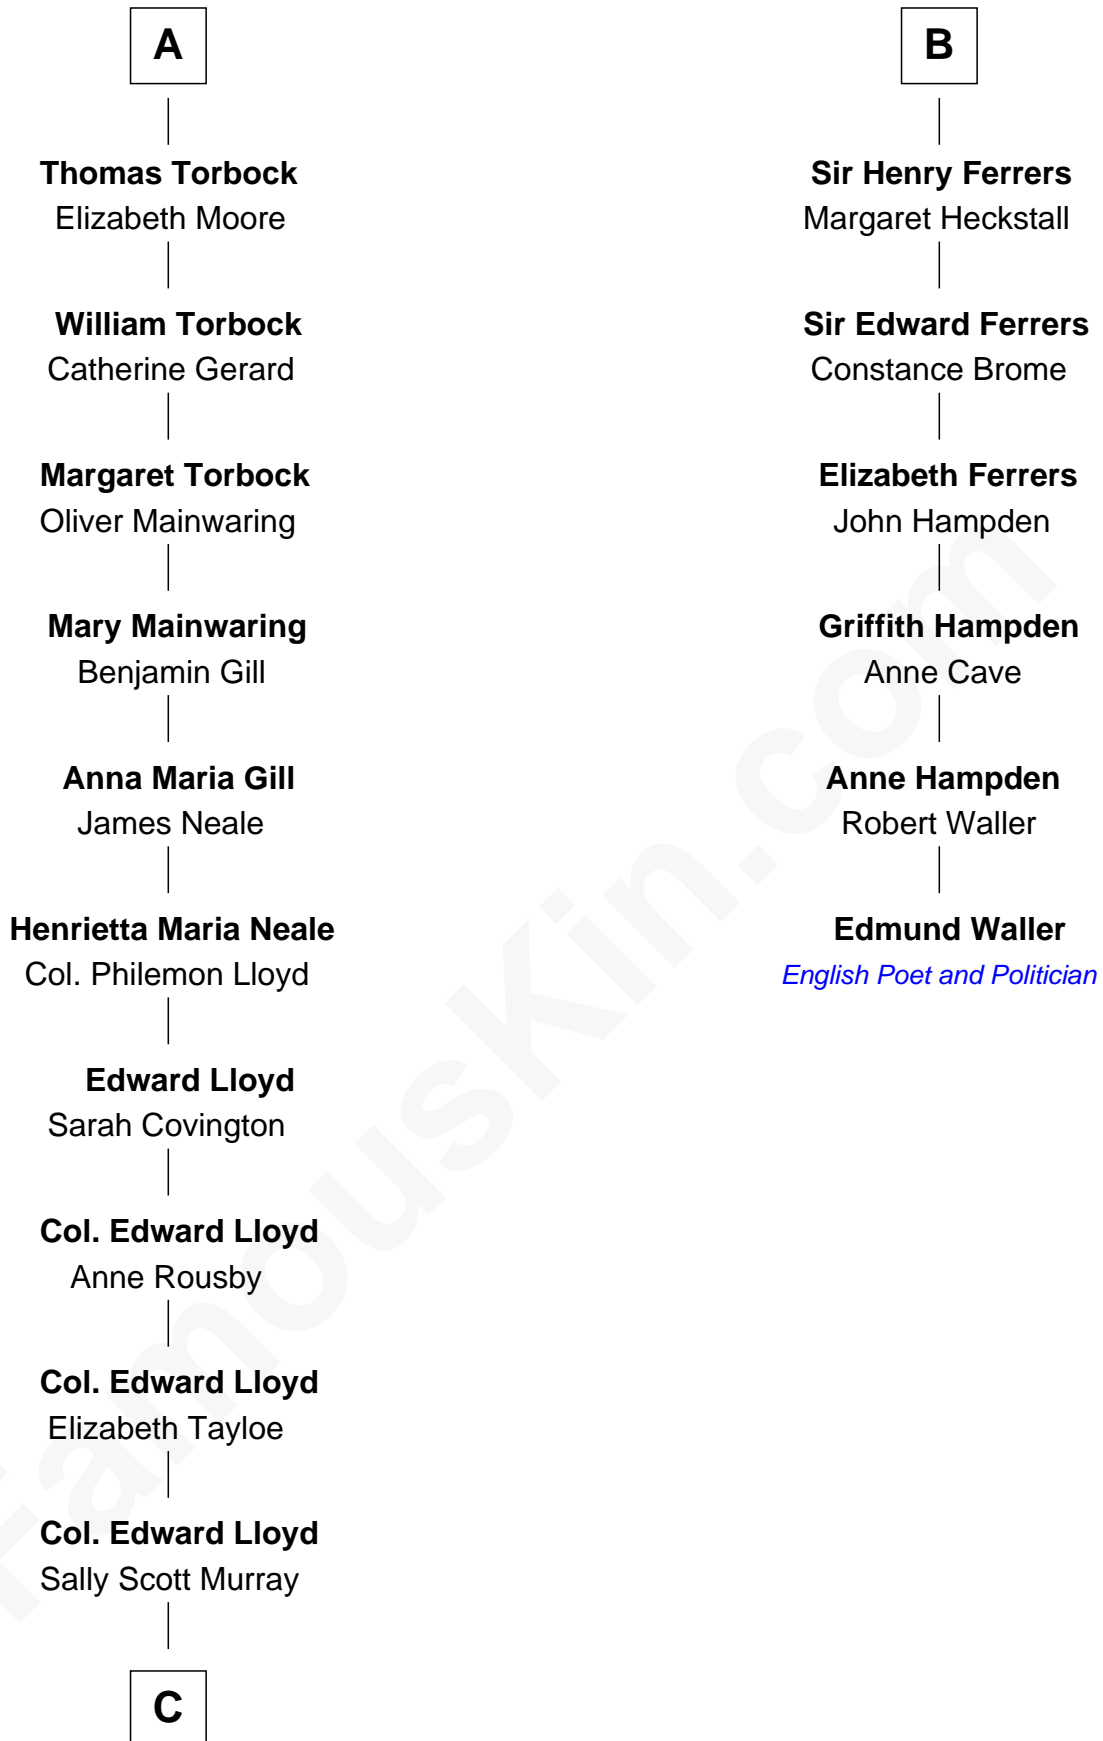 A
Thomas Torbock
Elizabeth Moore
William Torbock
Catherine Gerard
Margaret Torbock
Oliver Mainwaring
Mary Mainwaring
Benjamin Gill
Anna Maria Gill
James Neale
Henrietta Maria Neale
Col. Philemon Lloyd
Edward Lloyd
Sarah Covington
Col. Edward Lloyd
Anne Rousby
Col. Edward Lloyd
Elizabeth Tayloe
Col. Edward Lloyd
Sally Scott Murray
C
B
Sir Henry Ferrers
Margaret Heckstall
Sir Edward Ferrers
Constance Brome
Elizabeth Ferrers
John Hampden
Griffith Hampden
Anne Cave
Anne Hampden
Robert Waller
Edmund Waller
English Poet and Politician
FamousKin.com